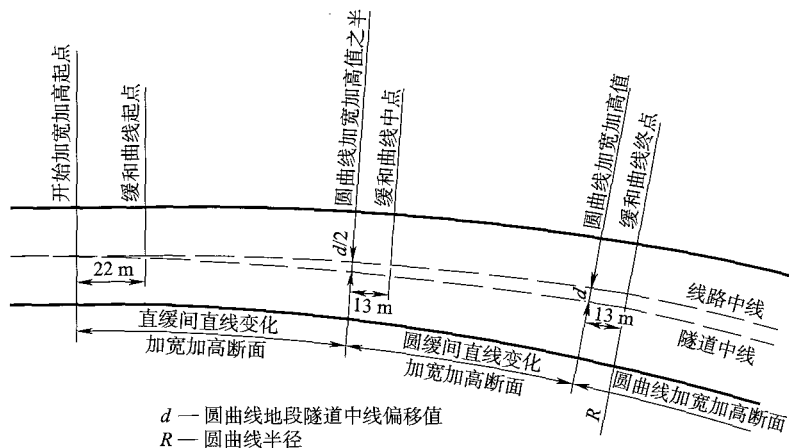 开始加宽加高起点
缓和曲线起点
圆曲线加宽加高值之半
缓和曲线中点
圆曲线加宽加高值
缓和曲线终点
22 m
d/2
13 m
d
13 m
线路中线
隧道中线
直缓间直线变化
加宽加高断面
圆缓间直线变化
加宽加高断面
圆曲线加宽加高断面
R
d — 圆曲线地段隧道中线偏移值
R — 圆曲线半径